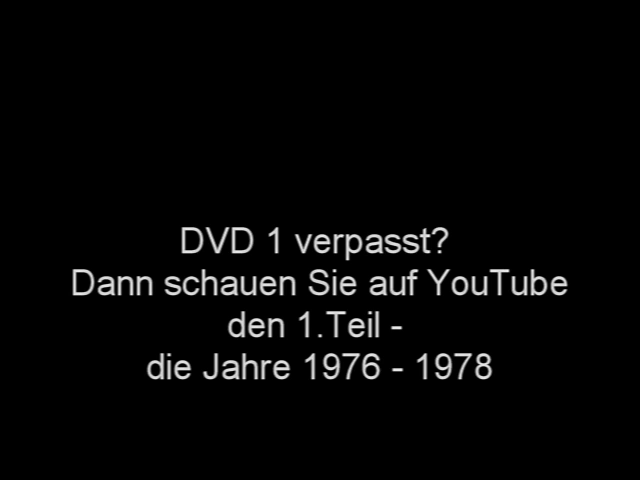 DVD 1 verpasst?
Dann schauen Sie auf YouTube
den 1.Teil -
die Jahre 1976 - 1978